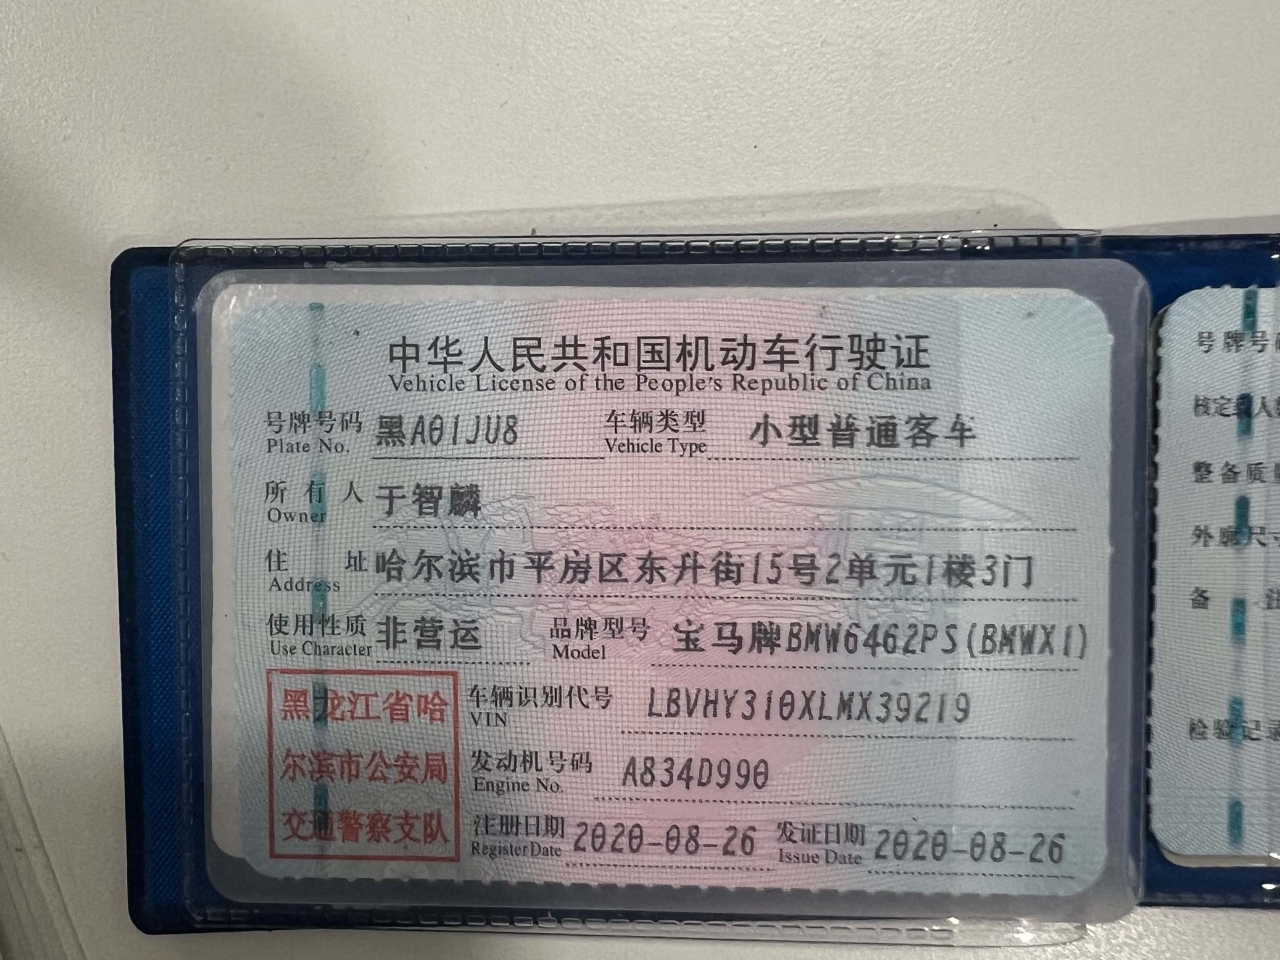 中华人民共和国机动车行驶证
Vehicle License of the People's Republic of China
号牌号码 黑A01JU8 车辆类型 小型普通客车
Plate No. Vehicle Type
所有人 于智麟
Owner
住址 哈尔滨市平房区东升街15号2单元1楼3门
Address
使用性质 非营运 品牌型号 宝马牌BMW6462PS(BMWX1)
Use Character Model
车辆识别代号 LBVHY310XLMX39219
VIN
发动机号码 A834D990
Engine No.
注册日期 2020-08-26 发证日期 2020-08-26
Register Date Issue Date
黑龙江省哈
尔滨市公安局
交通警察支队
号牌号
核定
整备质
外廓尺
备
检验记录